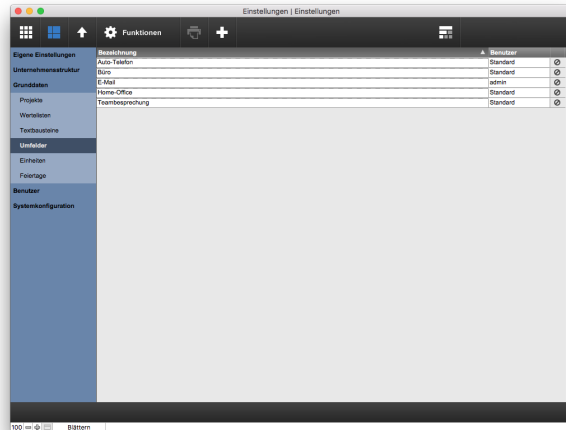 Einstellungen | Einstellungen
Funktionen
Eigene Einstellungen
Unternehmensstruktur
Grunddaten
Projekte
Wertelisten
Textbausteine
Umfelder
Einheiten
Feiertage
Benutzer
Systemkonfiguration
Bezeichnung Benutzer
Auto-Telefon Standard
Büro Standard
E-Mail admin
Home-Office Standard
Teambesprechung Standard
100 Blättern